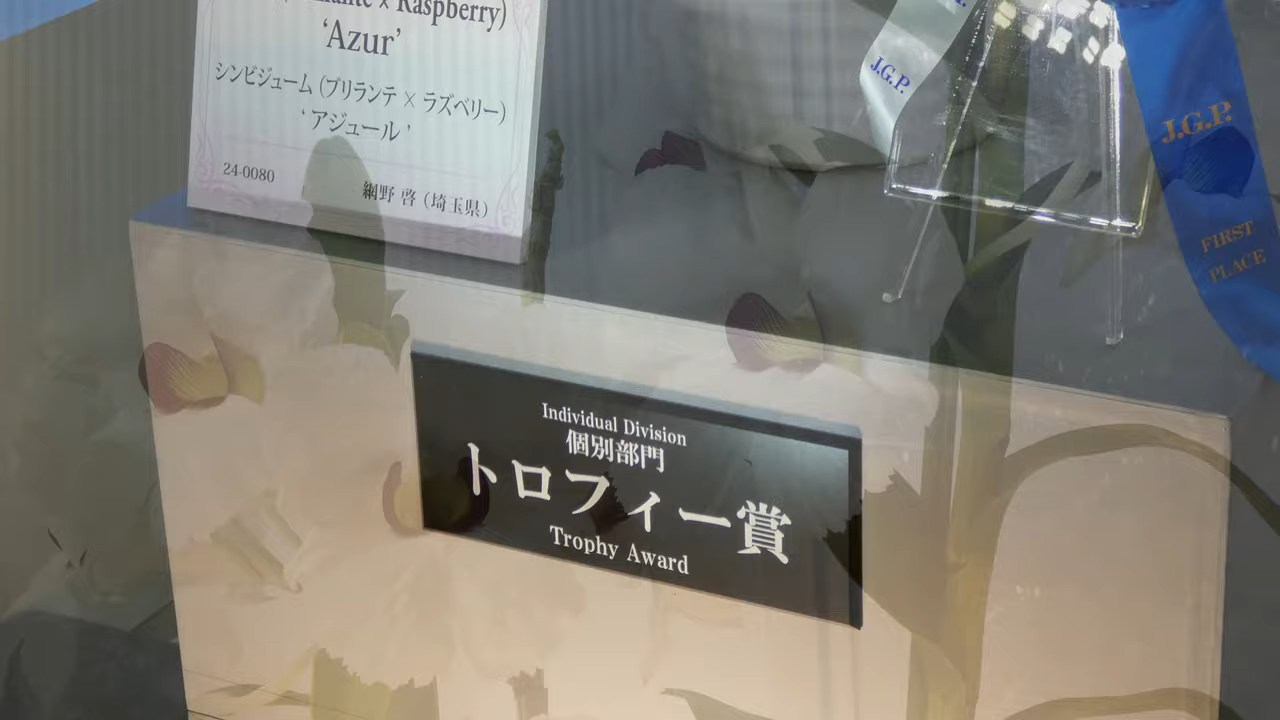 × Raspberry)
‘Azur’
シンビジューム (ブリランテ × ラズベリー)
‘アジュール’
24-0080
網野 啓 (埼玉県)
J.G.P.
J.G.P.
FIRST
PLACE
Individual Division
個別部門
トロフィー賞
Trophy Award